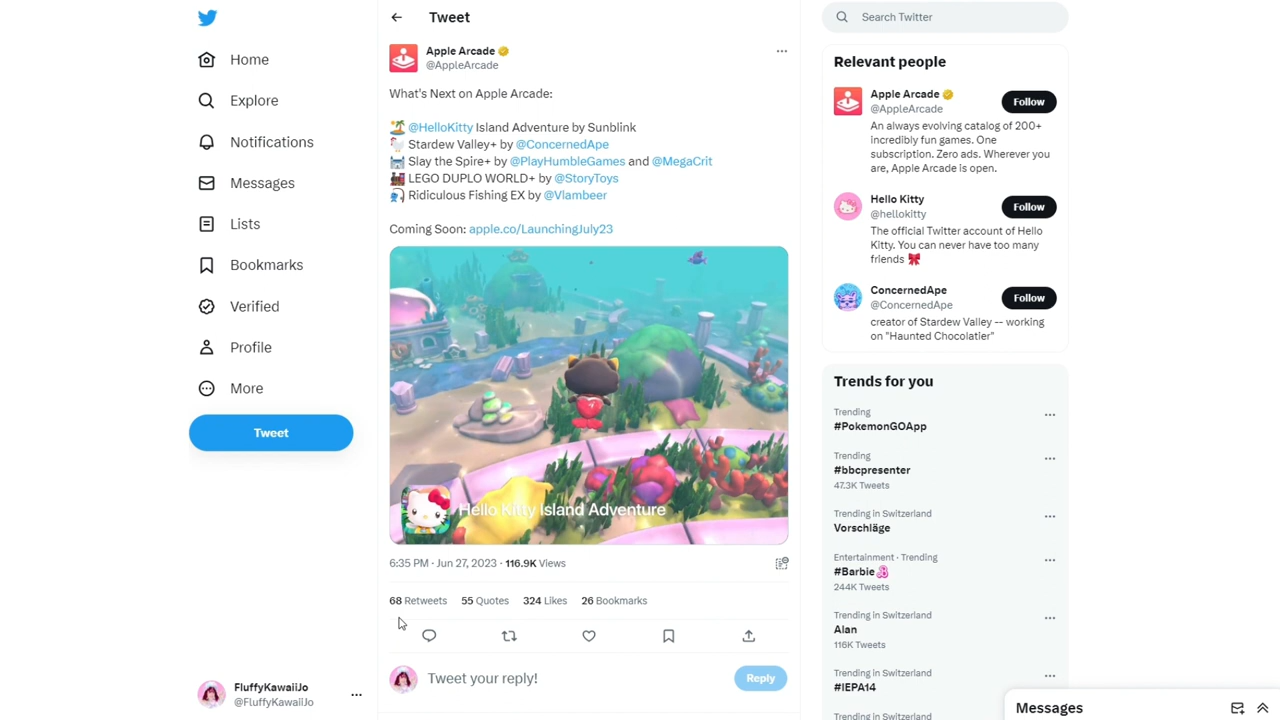 Home
Explore
Notifications
Messages
Lists
Bookmarks
Verified
Profile
More
Tweet
FluffyKawaiiJo
@FluffyKawaiiJo
Tweet
Apple Arcade
@AppleArcade
What's Next on Apple Arcade:
@HelloKitty Island Adventure by Sunblink
Stardew Valley+ by @ConcernedApe
Slay the Spire+ by @PlayHumbleGames and @MegaCrit
LEGO DUPLO WORLD+ by @StoryToys
Ridiculous Fishing EX by @Vlambeer
Coming Soon: apple.co/LaunchingJuly23
Hello Kitty Island Adventure
6:35 PM · Jun 27, 2023 · 116.9K Views
68 Retweets 55 Quotes 324 Likes 26 Bookmarks
Tweet your reply!
Reply
Search Twitter
Relevant people
Apple Arcade
@AppleArcade
Follow
An always evolving catalog of 200+
incredibly fun games. One
subscription. Zero ads. Wherever you
are, Apple Arcade is open.
Hello Kitty
@hellokitty
Follow
The official Twitter account of Hello
Kitty. You can never have too many
friends
ConcernedApe
@ConcernedApe
Follow
creator of Stardew Valley -- working
on "Haunted Chocolatier"
Trends for you
Trending
#PokemonGOApp
Trending
#bbcpresenter
47.3K Tweets
Trending in Switzerland
Vorschläge
Entertainment · Trending
#Barbie
244K Tweets
Trending in Switzerland
Alan
116K Tweets
Trending in Switzerland
#IEPA14
Trending in Switzerland
Messages